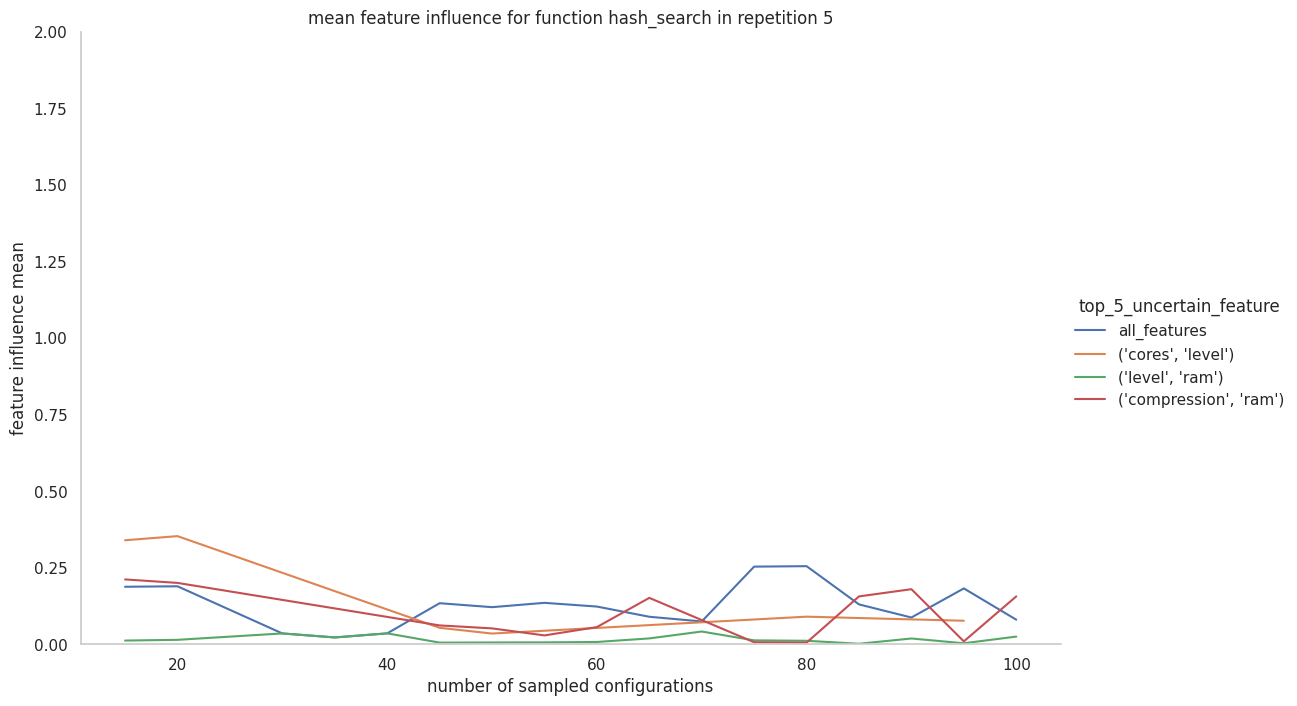 mean feature influence for function hash_search in repetition 5
2.00
1.75
1.50
1.25
1.00
0.75
0.50
0.25
0.00
feature influence mean
20 40 60 80 100
number of sampled configurations
top_5_uncertain_feature
all_features
('cores', 'level')
('level', 'ram')
('compression', 'ram')